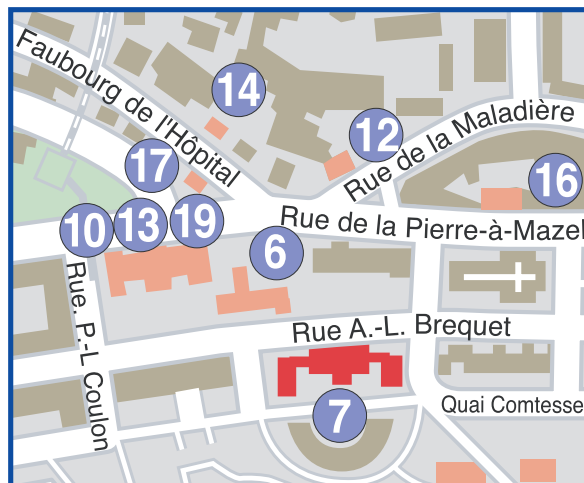 Faubourg de l'Hôpital
14
12
Rue de la Maladière
17
16
10
13
19
Rue de la Pierre-à-Mazel
6
Rue. P.-L Coulon
Rue A.-L. Brequet
7
Quai Comtesse